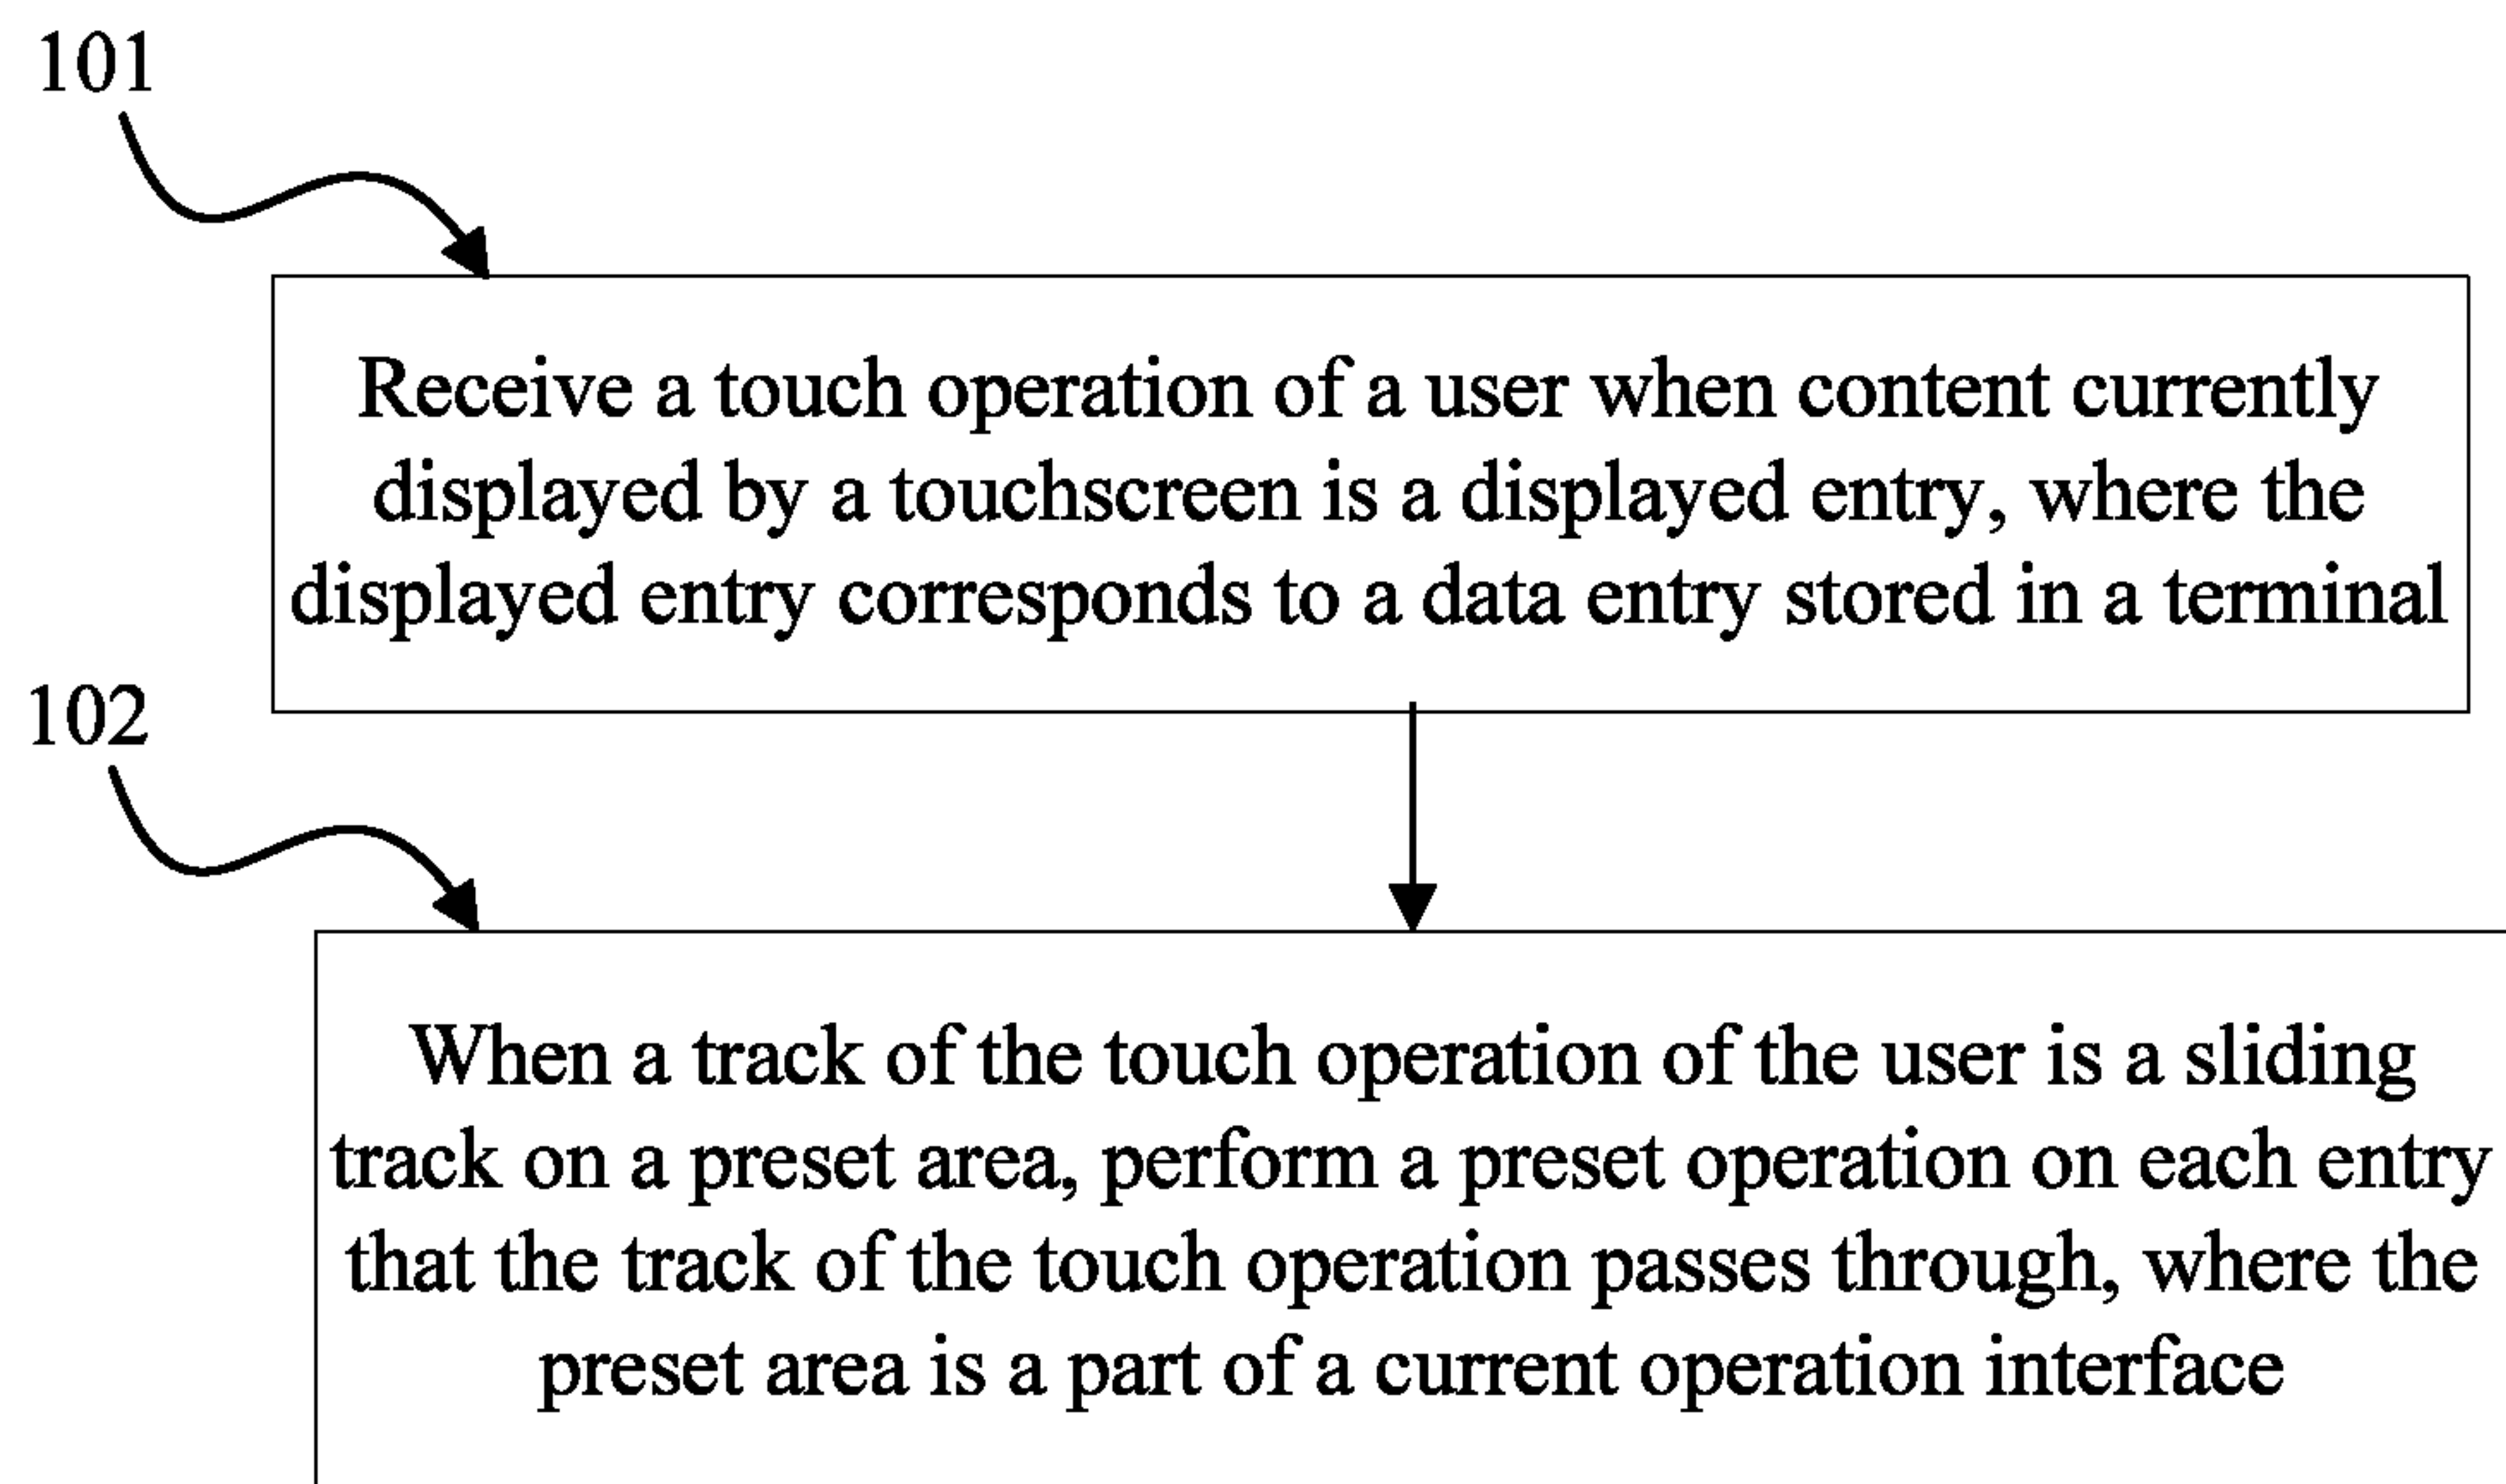 101
Receive a touch operation of a user when content currently
displayed by a touchscreen is a displayed entry, where the
displayed entry corresponds to a data entry stored in a terminal
102
When a track of the touch operation of the user is a sliding
track on a preset area, perform a preset operation on each entry
that the track of the touch operation passes through, where the
preset area is a part of a current operation interface